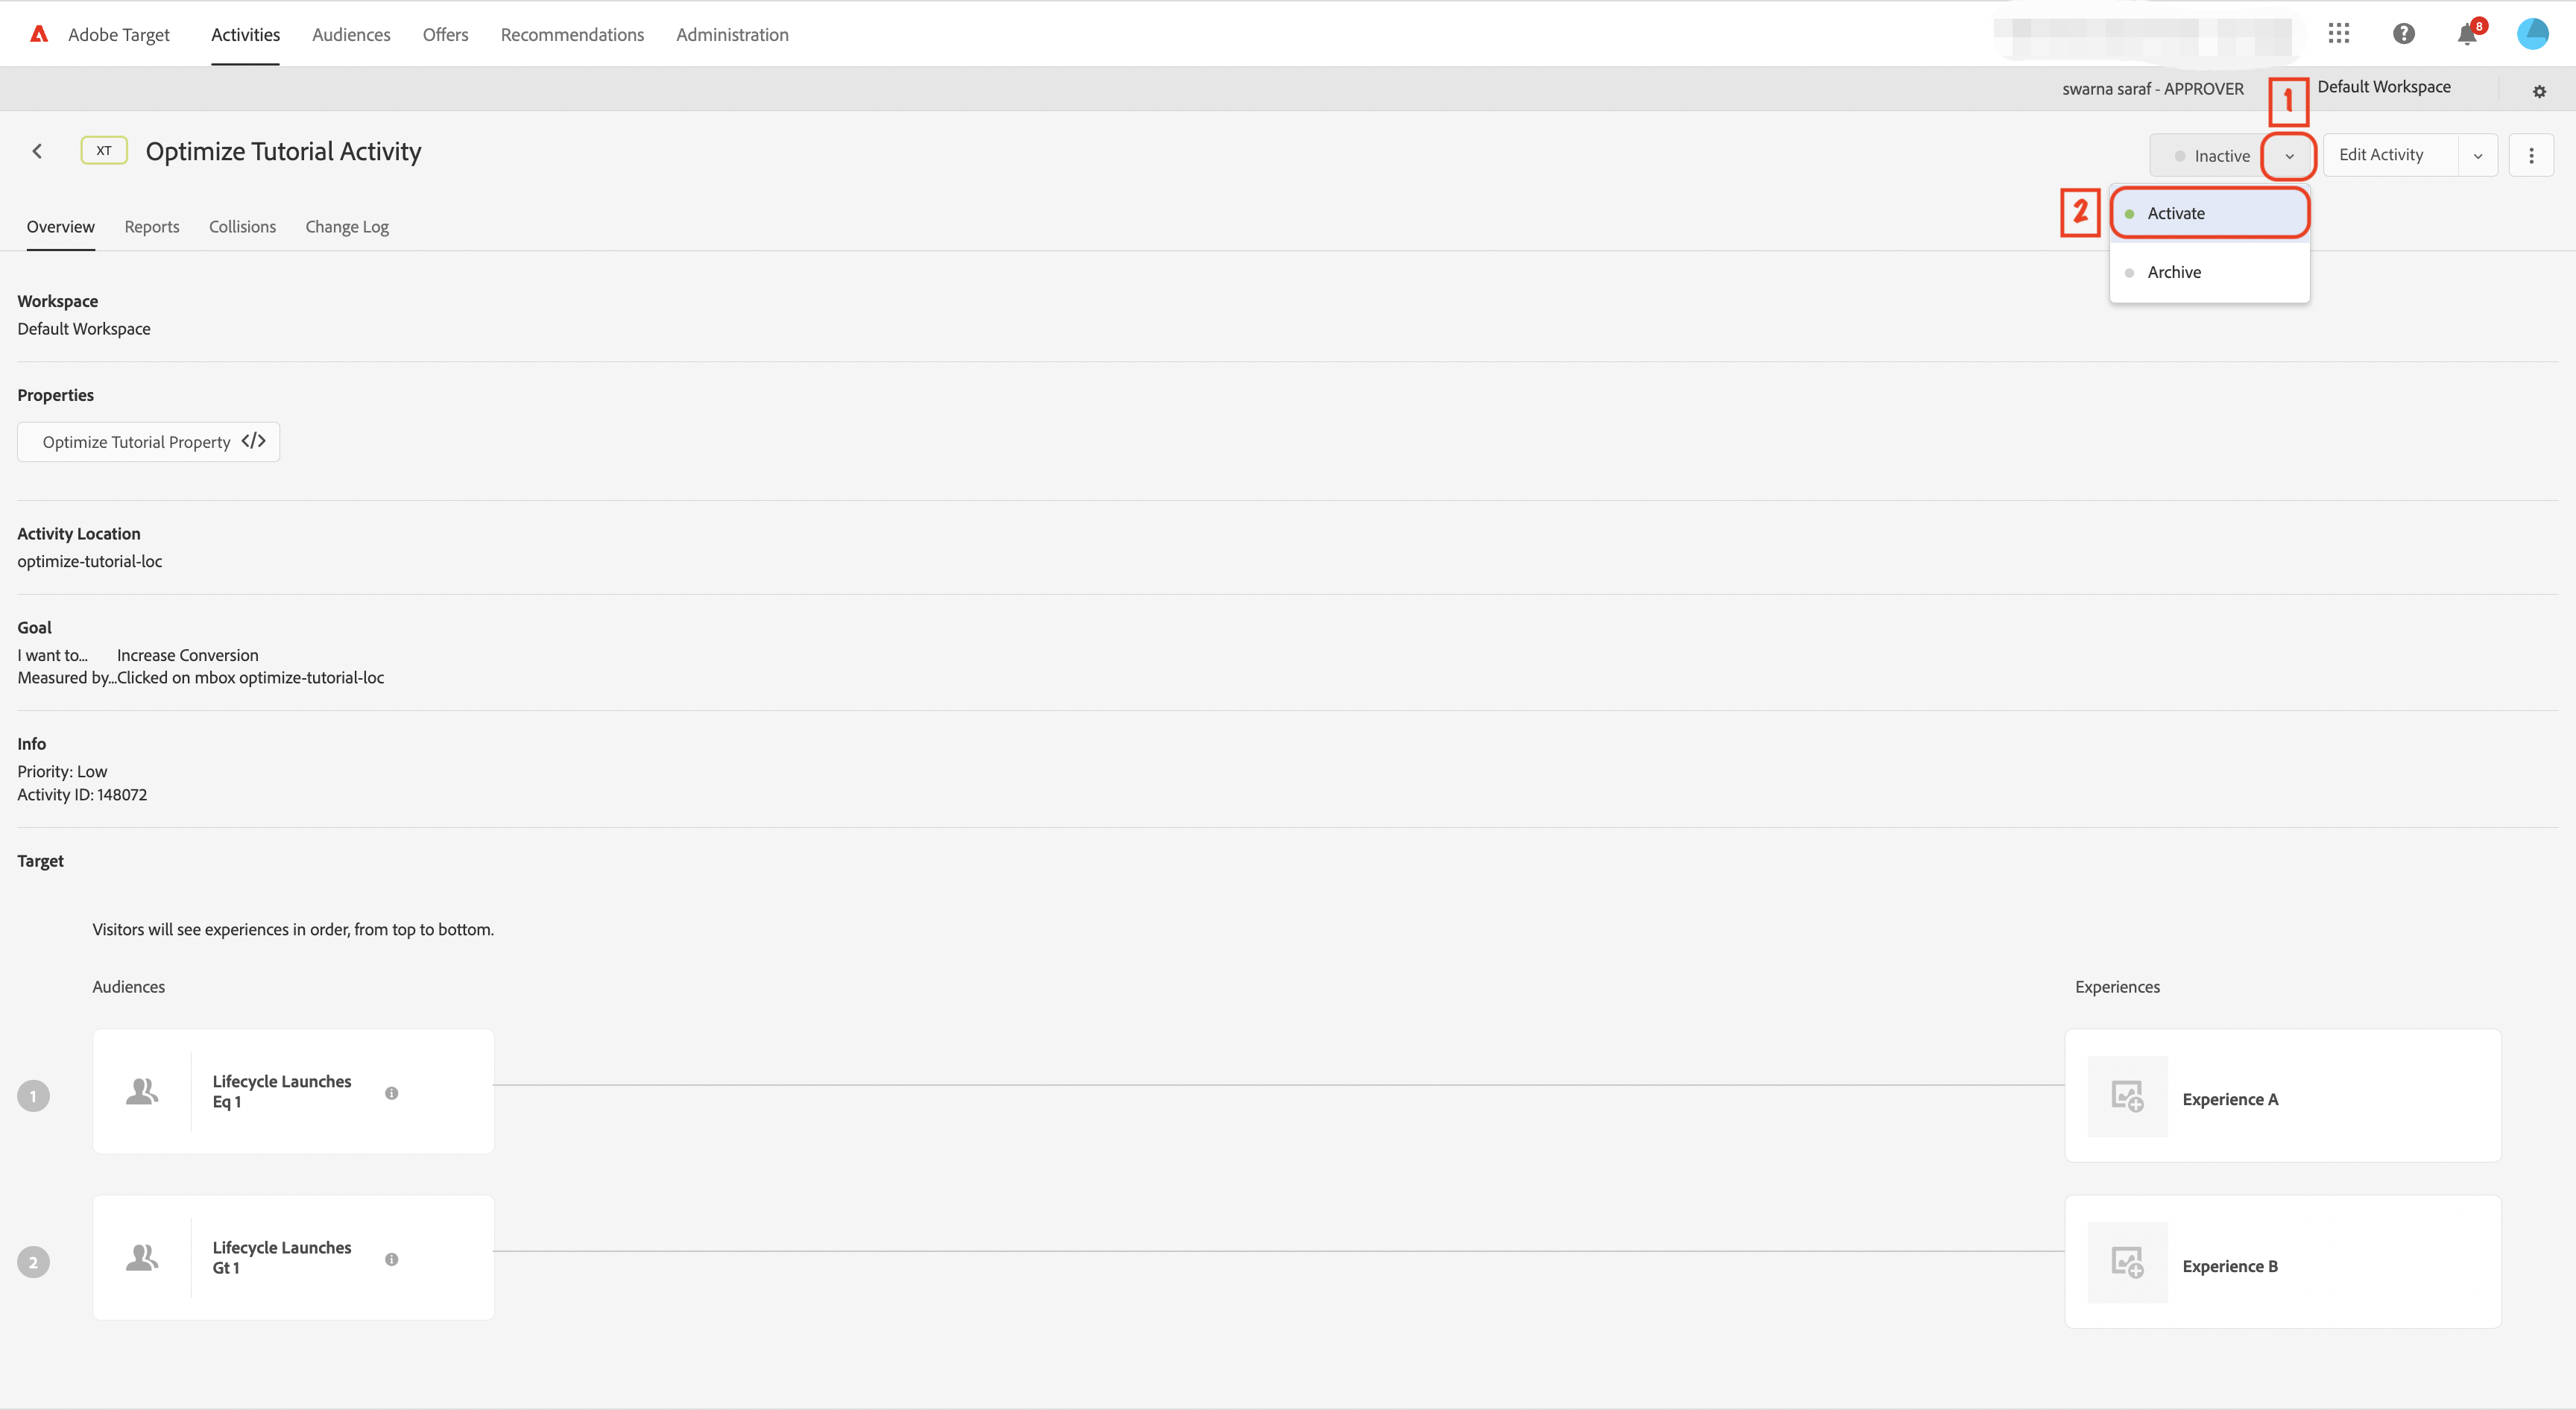 Adobe Target Activities Audiences Offers Recommendations Administration 8
swarna saraf - APPROVER Default Workspace
1
XT Optimize Tutorial Activity Inactive Edit Activity
2 Activate
Overview Reports Collisions Change Log
Archive
Workspace
Default Workspace
Properties
Optimize Tutorial Property </>
Activity Location
optimize-tutorial-loc
Goal
I want to... Increase Conversion
Measured by...Clicked on mbox optimize-tutorial-loc
Info
Priority: Low
Activity ID: 148072
Target
Visitors will see experiences in order, from top to bottom.
Audiences Experiences
1 Lifecycle Launches
Eq 1
Experience A
2 Lifecycle Launches
Gt 1
Experience B